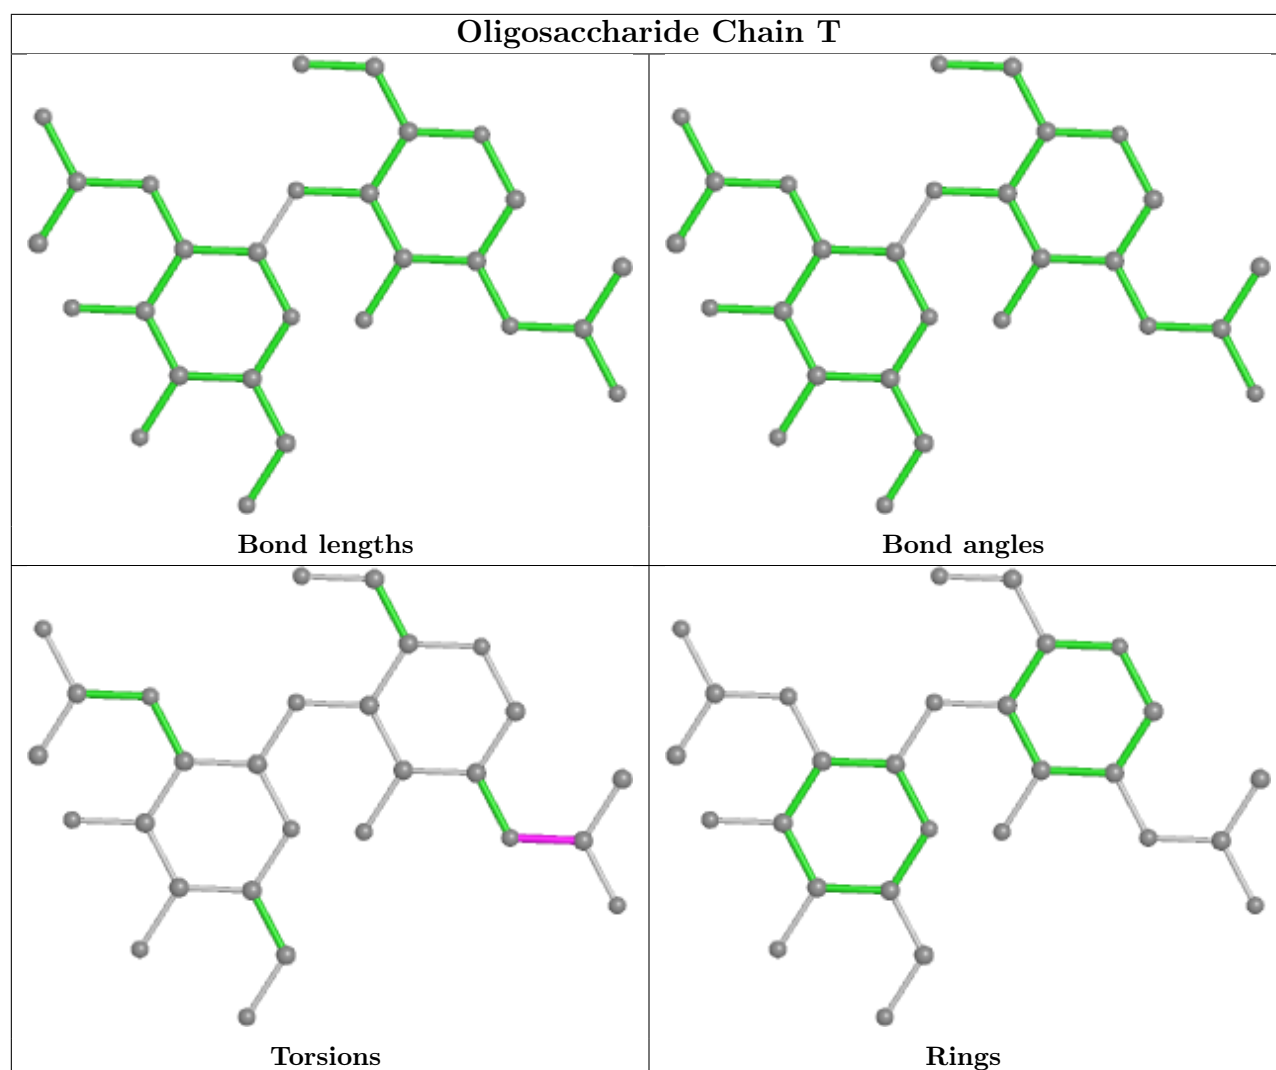 Oligosaccharide Chain T
Bond lengths
Bond angles
Torsions
Rings